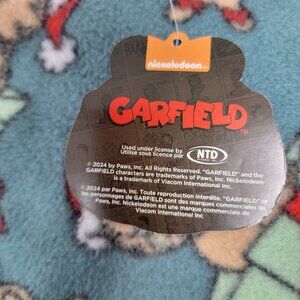 nickelodeon™
GARFIELD™
Used under license by
Utilisé sous licence par
NTD
© 2024 by Paws, Inc. All Rights Reserved. "GARFIELD" and the
GARFIELD characters are trademarks of Paws, Inc. Nickelodeon
is a trademark of Viacom International Inc.
© 2024 par Paws, Inc. Toute reproduction interdite. "GARFIELD" et
les personnages de GARFIELD sont des marques commerciales de
Paws, Inc. Nickelodeon est une marque commerciale de
Viacom International Inc